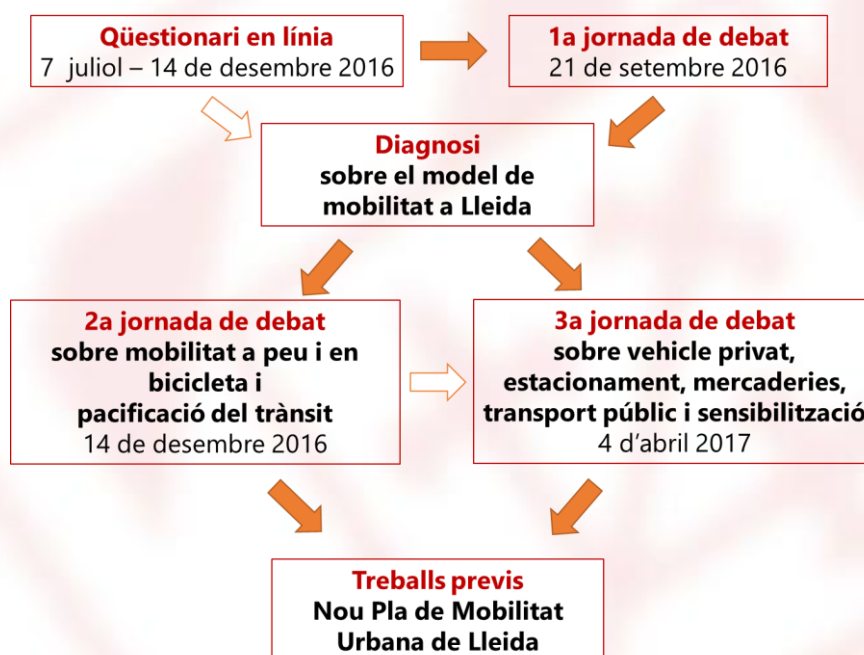 Qüestionari en línia
7 juliol – 14 de desembre 2016
1a jornada de debat
21 de setembre 2016
Diagnosi
sobre el model de
mobilitat a Lleida
2a jornada de debat
sobre mobilitat a peu i en
bicicleta i
pacificació del trànsit
14 de desembre 2016
3a jornada de debat
sobre vehicle privat,
estacionament, mercaderies,
transport públic i sensibilització
4 d’abril 2017
Treballs previs
Nou Pla de Mobilitat
Urbana de Lleida